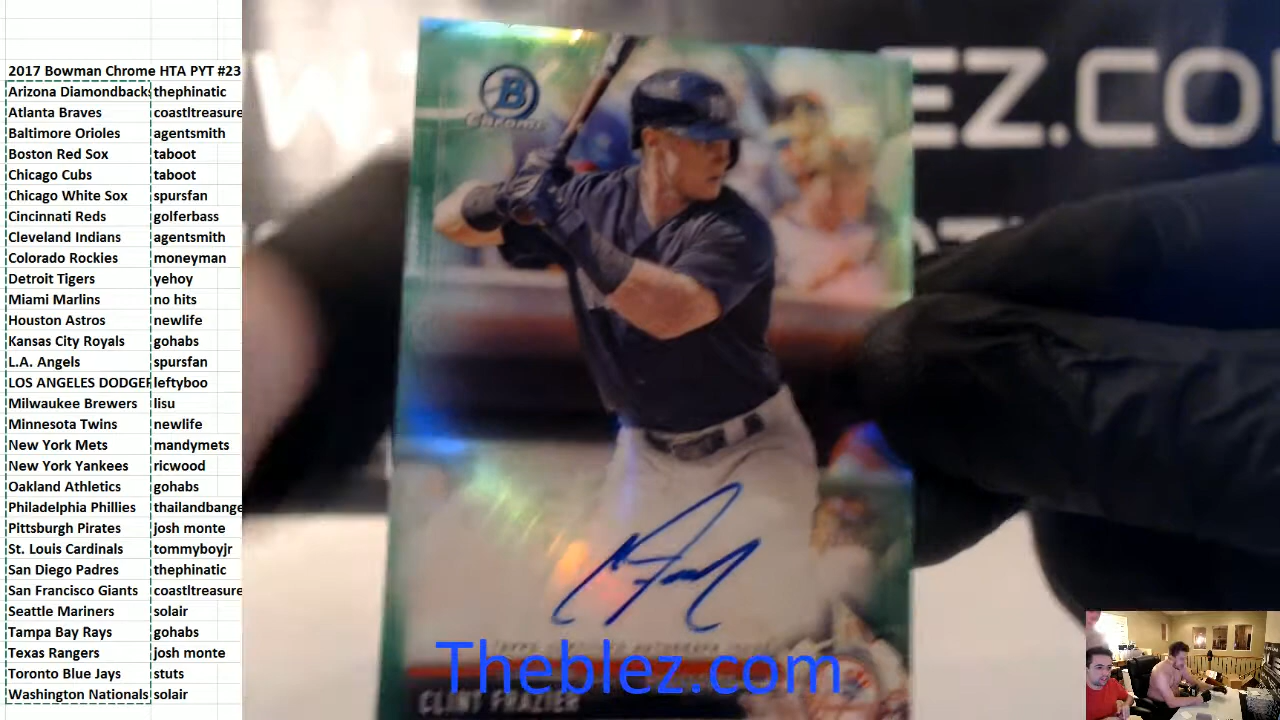 2017 Bowman Chrome HTA PYT #23
Arizona Diamondbacks thephinatic
Atlanta Braves coastltreasure
Baltimore Orioles agentsmith
Boston Red Sox taboot
Chicago Cubs taboot
Chicago White Sox spursfan
Cincinnati Reds golferbass
Cleveland Indians agentsmith
Colorado Rockies moneyman
Detroit Tigers yehoy
Miami Marlins no hits
Houston Astros newlife
Kansas City Royals gohabs
L.A. Angels spursfan
LOS ANGELES DODGER leftyboo
Milwaukee Brewers lisu
Minnesota Twins newlife
New York Mets mandymets
New York Yankees ricwood
Oakland Athletics gohabs
Philadelphia Phillies thailandbange
Pittsburgh Pirates josh monte
St. Louis Cardinals tommyboyjr
San Diego Padres thephinatic
San Francisco Giants coastltreasure
Seattle Mariners solair
Tampa Bay Rays gohabs
Texas Rangers josh monte
Toronto Blue Jays stuts
Washington Nationals solair
W EZ.CO
B
Chrome
Theblez.com
CLINT FRAZIER